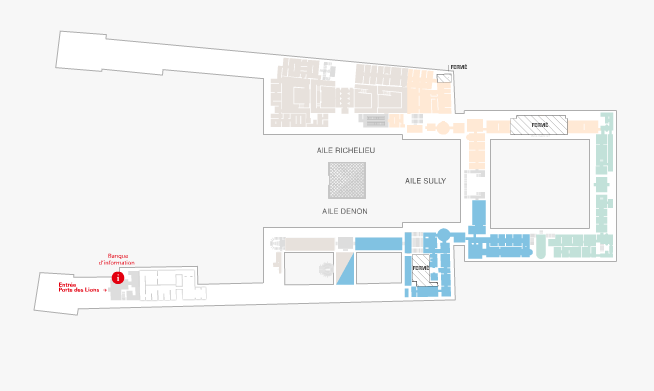 FERMÉ
FERMÉ
AILE RICHELIEU
AILE SULLY
AILE DENON
Banque
d'information
i
FERMÉ
Entrée
Porte des Lions →